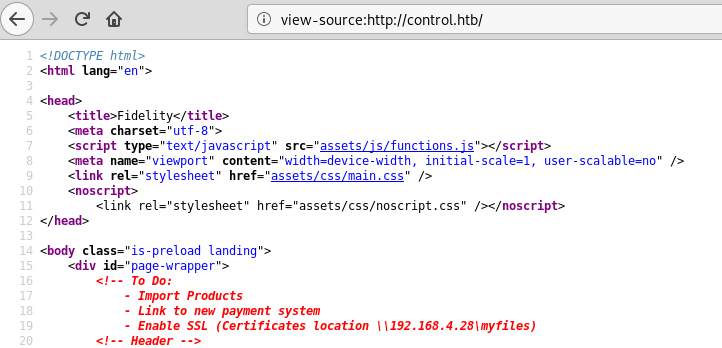 view-source:http://control.htb/
1 <!DOCTYPE html>
2 <html lang="en">
3
4 <head>
5 <title>Fidelity</title>
6 <meta charset="utf-8">
7 <script type="text/javascript" src="assets/js/functions.js"></script>
8 <meta name="viewport" content="width=device-width, initial-scale=1, user-scalable=no" />
9 <link rel="stylesheet" href="assets/css/main.css" />
10 <noscript>
11 <link rel="stylesheet" href="assets/css/noscript.css" /></noscript>
12 </head>
13
14 <body class="is-preload landing">
15 <div id="page-wrapper">
16 <!-- To Do:
17 - Import Products
18 - Link to new payment system
19 - Enable SSL (Certificates location \\192.168.4.28\myfiles)
20 <!-- Header -->